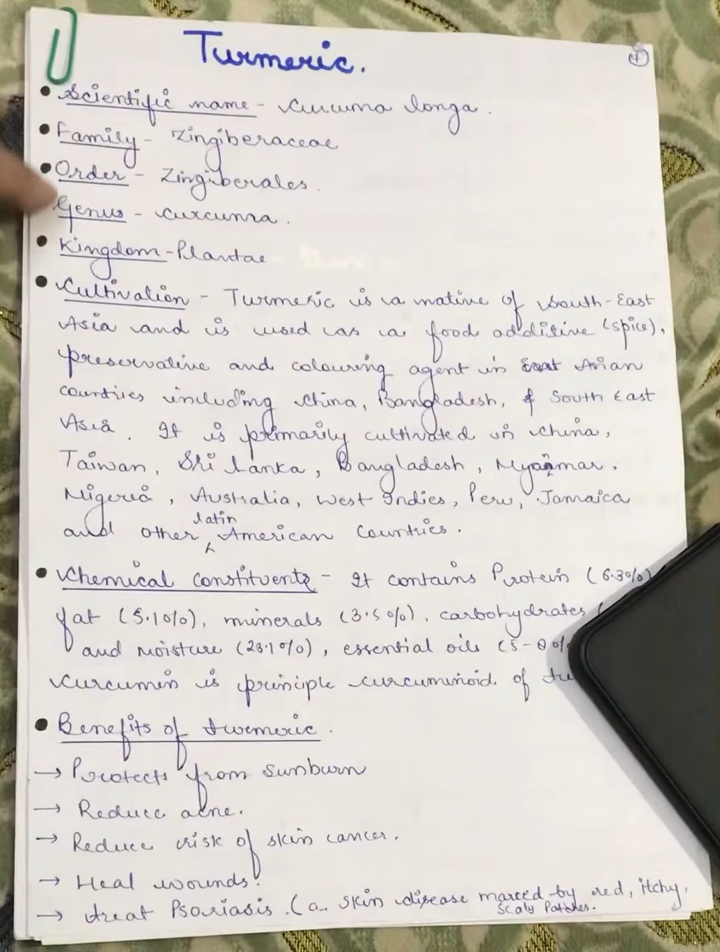 Turmeric.
1
Scientific name - Curcuma longa.
Family - Zingiberaceae
Order - Zingiberales.
Genus - Curcuma.
Kingdom - Plantae
Cultivation - Turmeric is a native of South-East
Asia and is used as a food additive (spice),
preservative and colouring agent in East Asian
countries including China, Bangladesh, & South East
Asia. It is primarily cultivated in China,
Taiwan, Sri Lanka, Bangladesh, Myanmar.
Nigeria, Australia, West Indies, Peru, Jamaica
and other latin American Countries.
Chemical constituents - It contains Protein (6.3%)
fat (5.1%), minerals (3.5%), carbohydrates (
and Moisture (23.1%), essential oils (5-
Curcumin is principle curcuminoid. of
Benefits of turmeric.
→ Protects from sunburn
→ Reduce acne.
→ Reduce risk of skin cancer.
→ Heal wounds.
→ treat Psoriasis. (a skin disease marced by red, itchy,
scaly Patches.